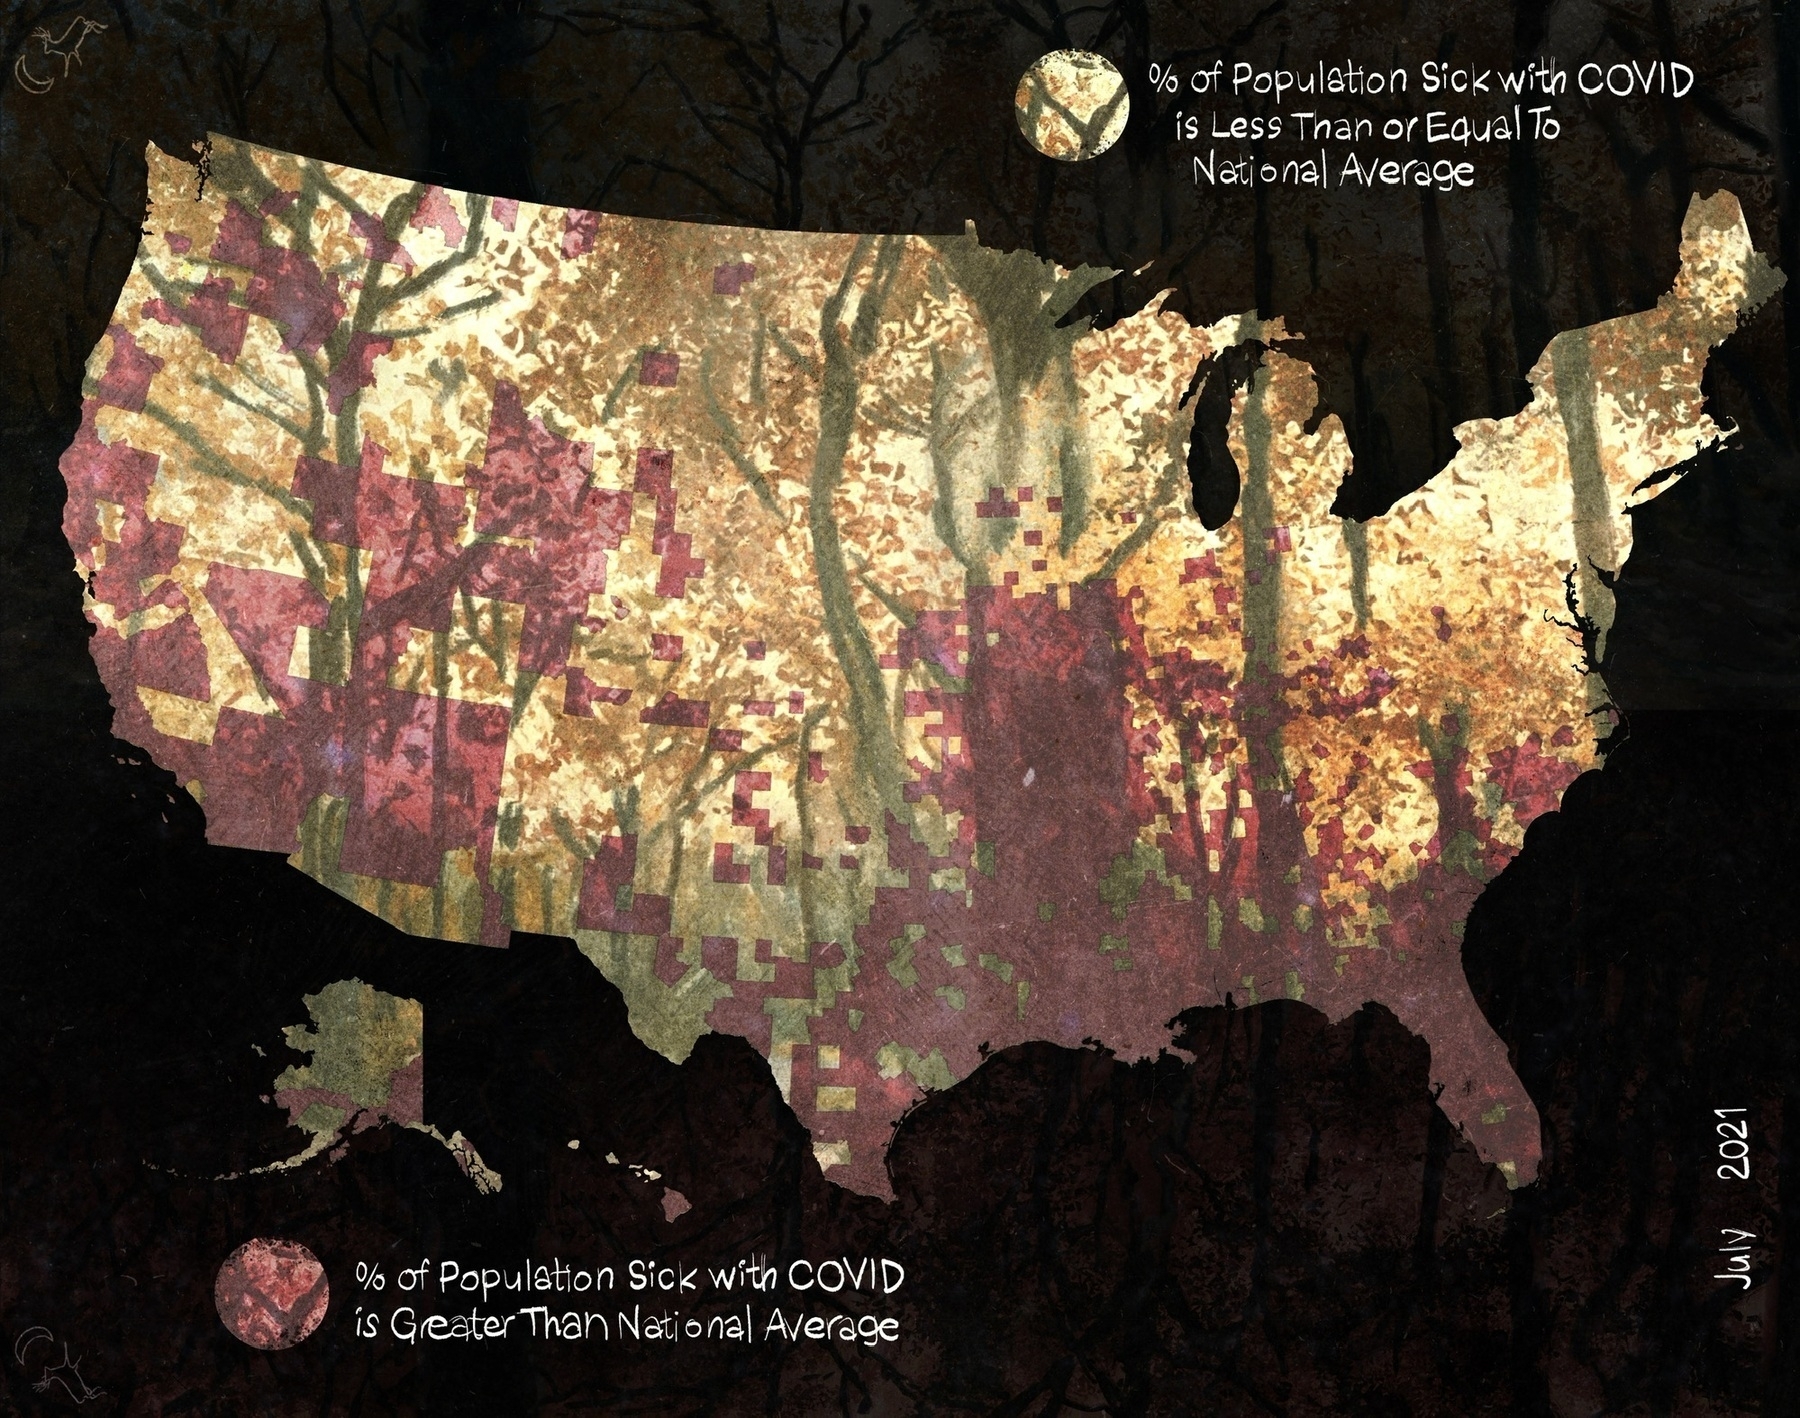 % of Population Sick with COVID
is Less Than or Equal To
National Average
July 2021
% of Population Sick with COVID
is Greater Than National Average